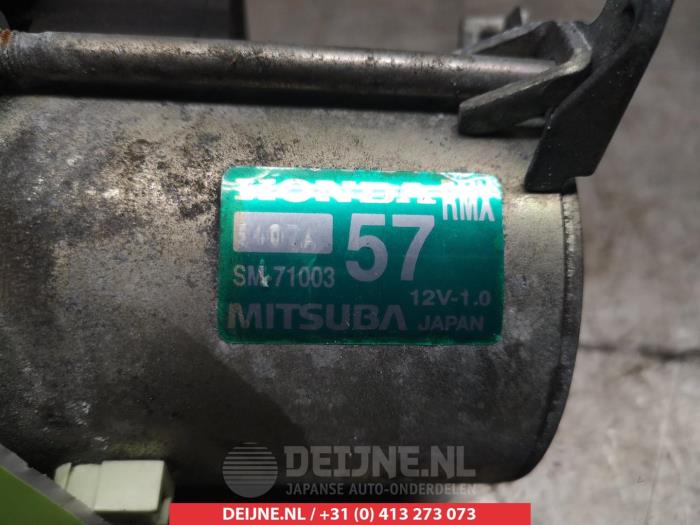 HONDA
RMX
57
SM-71003
12V-1.0
MITSUBA JAPAN
DEIJNE.NL
JAPANSE AUTO-ONDERDELEN
DEIJNE.NL / +31 (0) 413 273 073